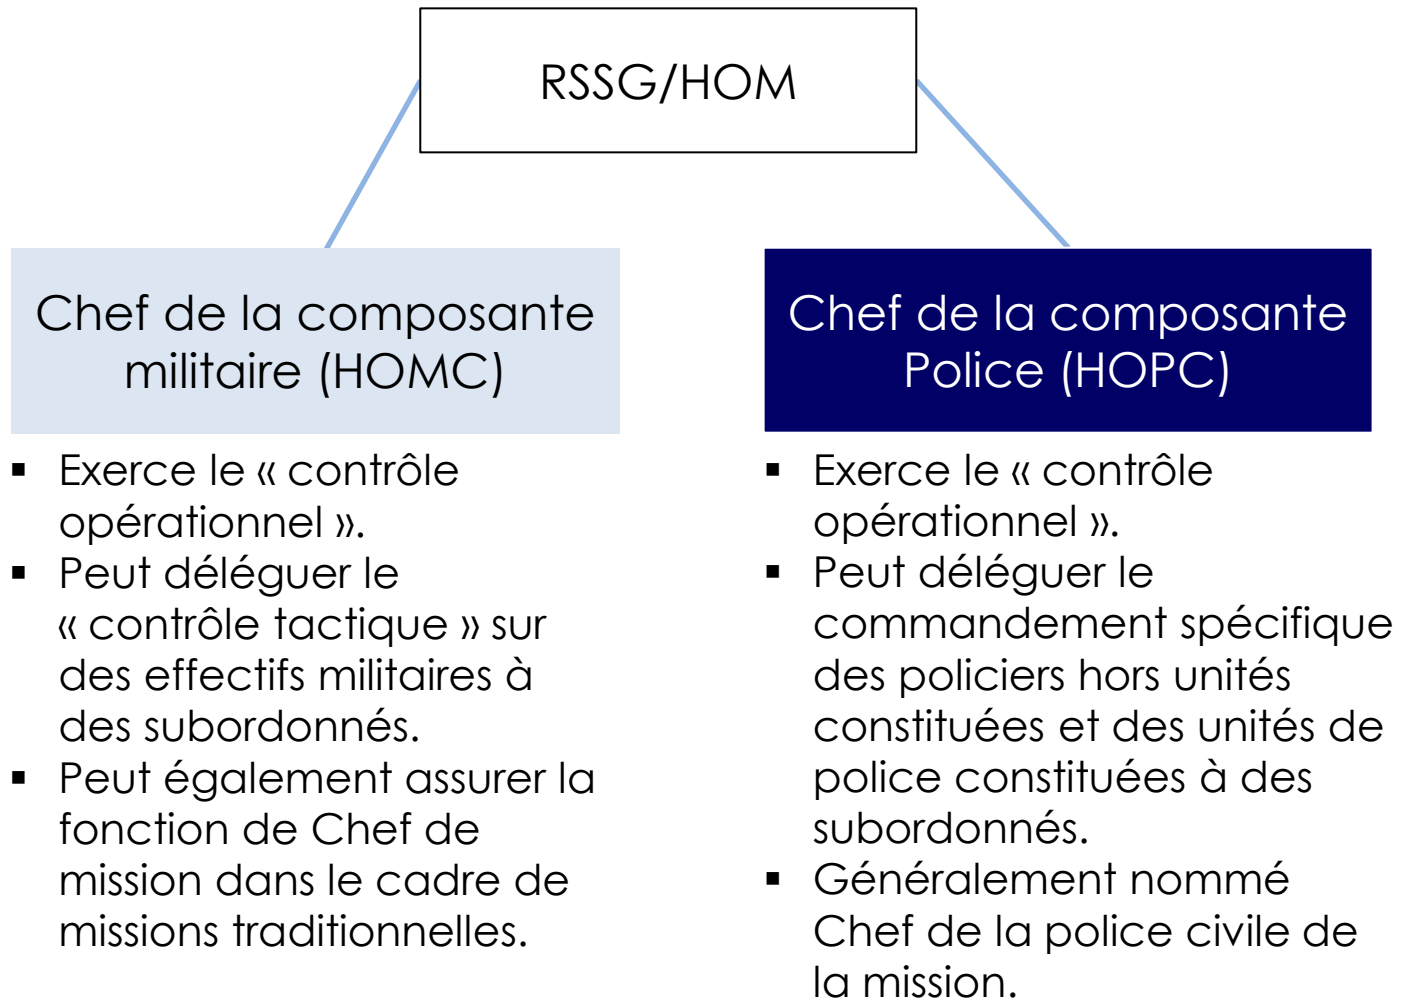 RSSG/HOM
Chef de la composante
militaire (HOMC)
▪ Exerce le « contrôle
opérationnel ».
▪ Peut déléguer le
« contrôle tactique » sur
des effectifs militaires à
des subordonnés.
▪ Peut également assurer la
fonction de Chef de
mission dans le cadre de
missions traditionnelles.
Chef de la composante
Police (HOPC)
▪ Exerce le « contrôle
opérationnel ».
▪ Peut déléguer le
commandement spécifique
des policiers hors unités
constituées et des unités de
police constituées à des
subordonnés.
▪ Généralement nommé
Chef de la police civile de
la mission.